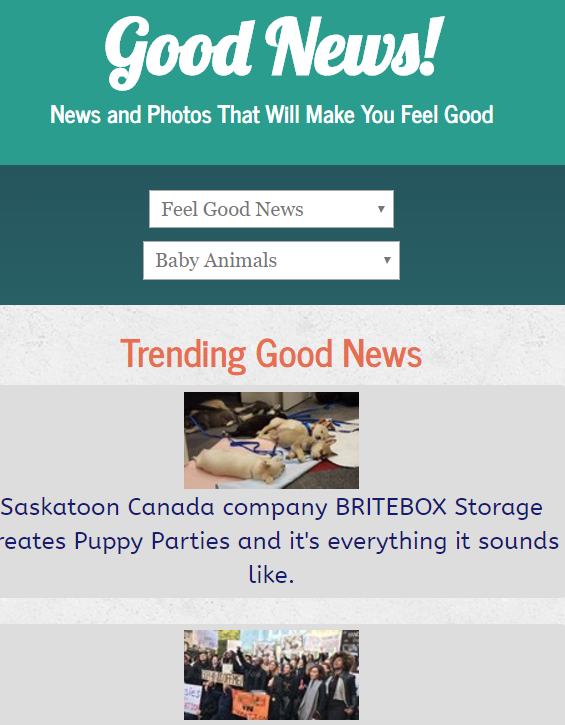 Good News!
News and Photos That Will Make You Feel Good
Feel Good News
Baby Animals
Trending Good News
Saskatoon Canada company BRITEBOX Storage
reates Puppy Parties and it's everything it sounds
like.